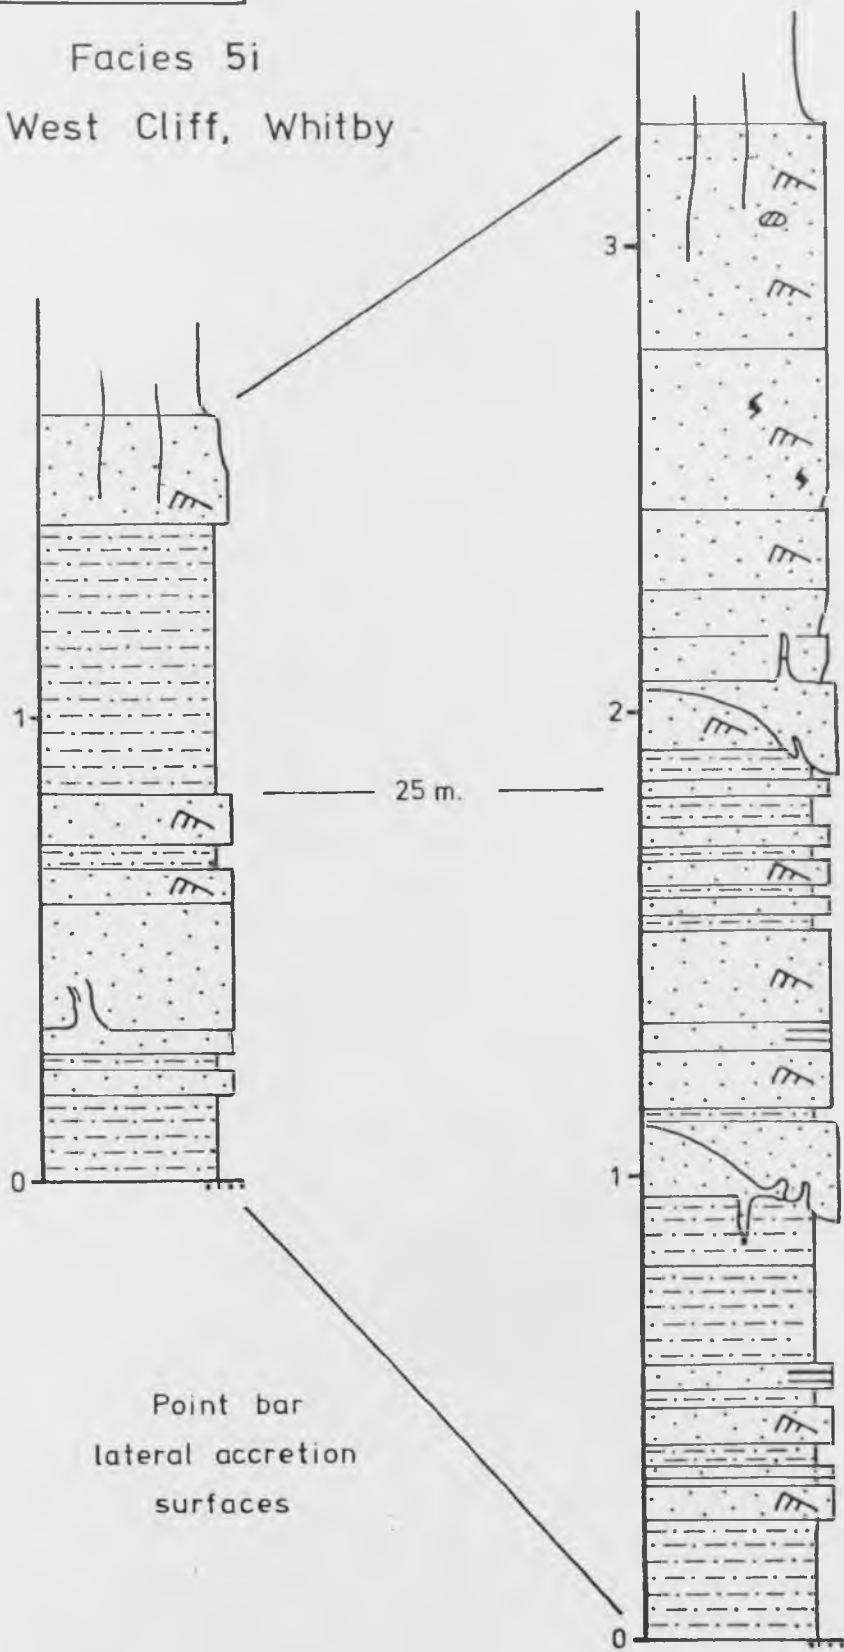 Facies 5i
West Cliff, Whitby
3
1
2
25 m.
0
1
Point bar
lateral accretion
surfaces
0